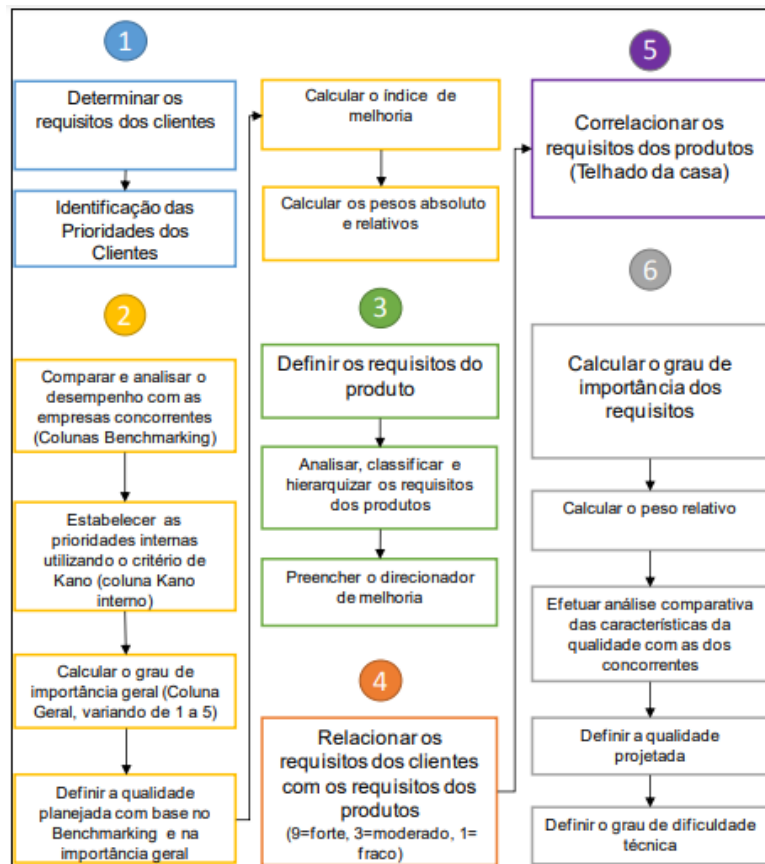 1
Determinar os
requisitos dos clientes
Identificação das
Prioridades dos
Clientes
2
Comparar e analisar o
desempenho com as
empresas concorrentes
(Colunas Benchmarking)
Estabelecer as
prioridades internas
utilizando o critério de
Kano (coluna Kano
interno)
Calcular o grau de
importância geral (Coluna
Geral, variando de 1 a 5)
Definir a qualidade
planejada com base no
Benchmarking e na
importância geral
Calcular o índice de
melhoria
Calcular os pesos absoluto
e relativos
3
Definir os requisitos do
produto
Analisar, classificar e
hierarquizar os requisitos
dos produtos
Preencher o direcionador
de melhoria
4
Relacionar os
requisitos dos clientes
com os requisitos dos
produtos
(9=forte, 3=moderado, 1=
fraco)
5
Correlacionar os
requisitos dos produtos
(Telhado da casa)
6
Calcular o grau de
importância dos
requisitos
Calcular o peso relativo
Efetuar análise comparativa
das características da
qualidade com as dos
concorrentes
Definir a qualidade
projetada
Definir o grau de dificuldade
técnica